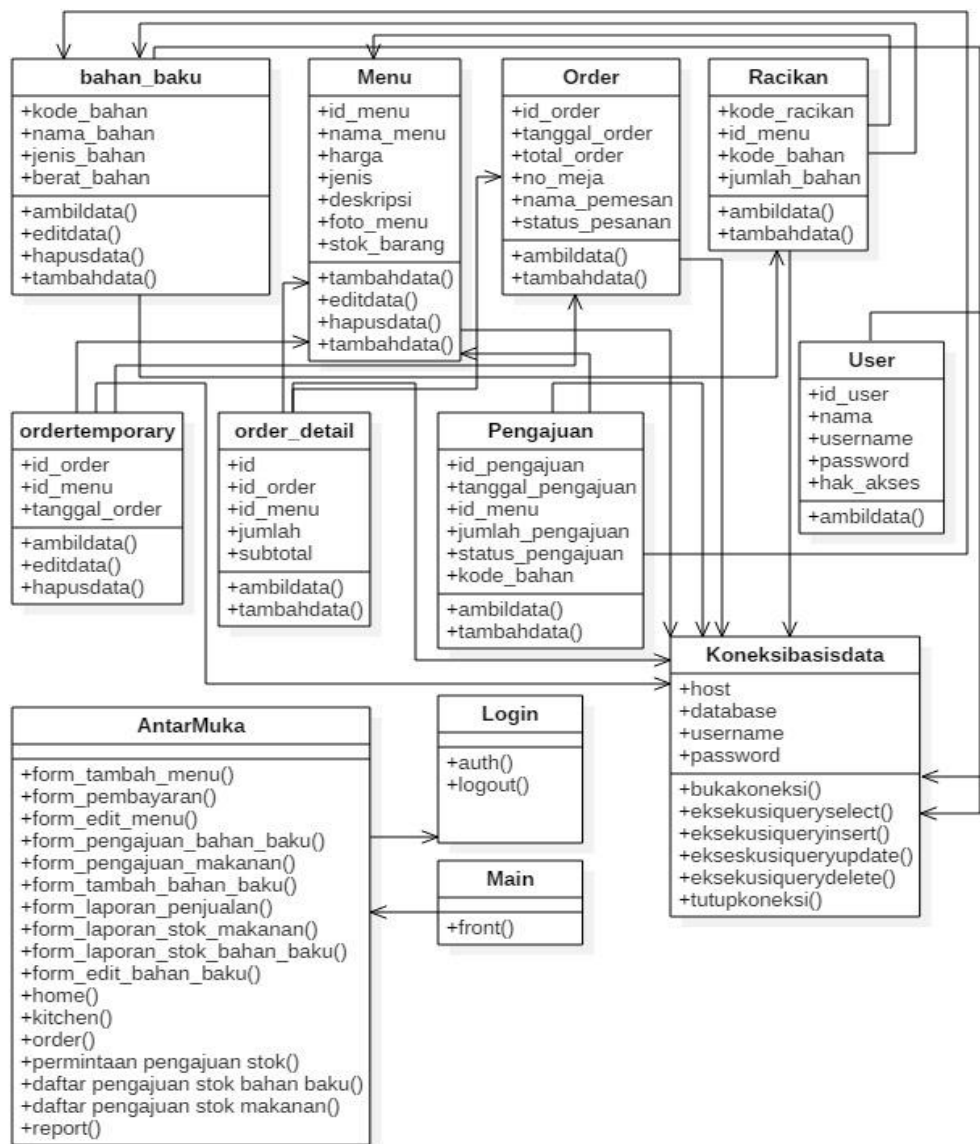 bahan_baku
+kode_bahan
+nama_bahan
+jenis_bahan
+berat_bahan
+ambildata()
+editdata()
+hapusdata()
+tambahdata()
Menu
+id_menu
+nama_menu
+harga
+jenis
+deskripsi
+foto_menu
+stok_barang
+tambahdata()
+editdata()
+hapusdata()
+tambahdata()
Order
+id_order
+tanggal_order
+total_order
+no_meja
+nama_pemesan
+status_pesanan
+ambildata()
+tambahdata()
Racikan
+kode_racikan
+id_menu
+kode_bahan
+jumlah_bahan
+ambildata()
+tambahdata()
User
+id_user
+nama
+username
+password
+hak_akses
+ambildata()
ordertemporary
+id_order
+id_menu
+tanggal_order
+ambildata()
+editdata()
+hapusdata()
order_detail
+id
+id_order
+id_menu
+jumlah
+subtotal
+ambildata()
+tambahdata()
Pengajuan
+id_pengajuan
+tanggal_pengajuan
+id_menu
+jumlah_pengajuan
+status_pengajuan
+kode_bahan
+ambildata()
+tambahdata()
Koneksibasisdata
+host
+database
+username
+password
+bukakoneksi()
+eksekusiqueryselect()
+eksekusiqueryinsert()
+ekseskusiqueryupdate()
+eksekusiquerydelete()
+tutupkoneksi()
AntarMuka
+form_tambah_menu()
+form_pembayaran()
+form_edit_menu()
+form_pengajuan_bahan_baku()
+form_pengajuan_makanan()
+form_tambah_bahan_baku()
+form_laporan_penjualan()
+form_laporan_stok_makanan()
+form_laporan_stok_bahan_baku()
+form_edit_bahan_baku()
+home()
+kitchen()
+order()
+permintaan pengajuan stok()
+daftar pengajuan stok bahan baku()
+daftar pengajuan stok makanan()
+report()
Login
+auth()
+logout()
Main
+front()